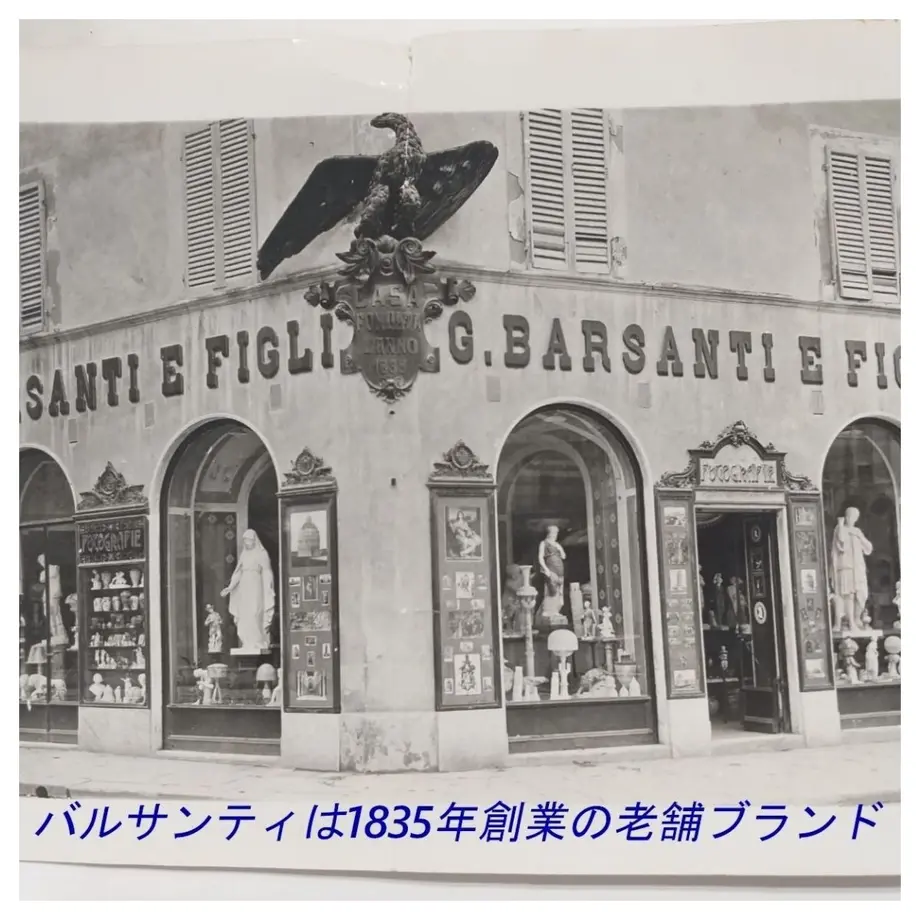 SANTI E FIGLI
CASA
FONDATA
L'ANNO
1835
G. BARSANTI E FIG
FOTOGRAFIE
FOTOGRAFIE
バルサンティは1835年創業の老舗ブランド